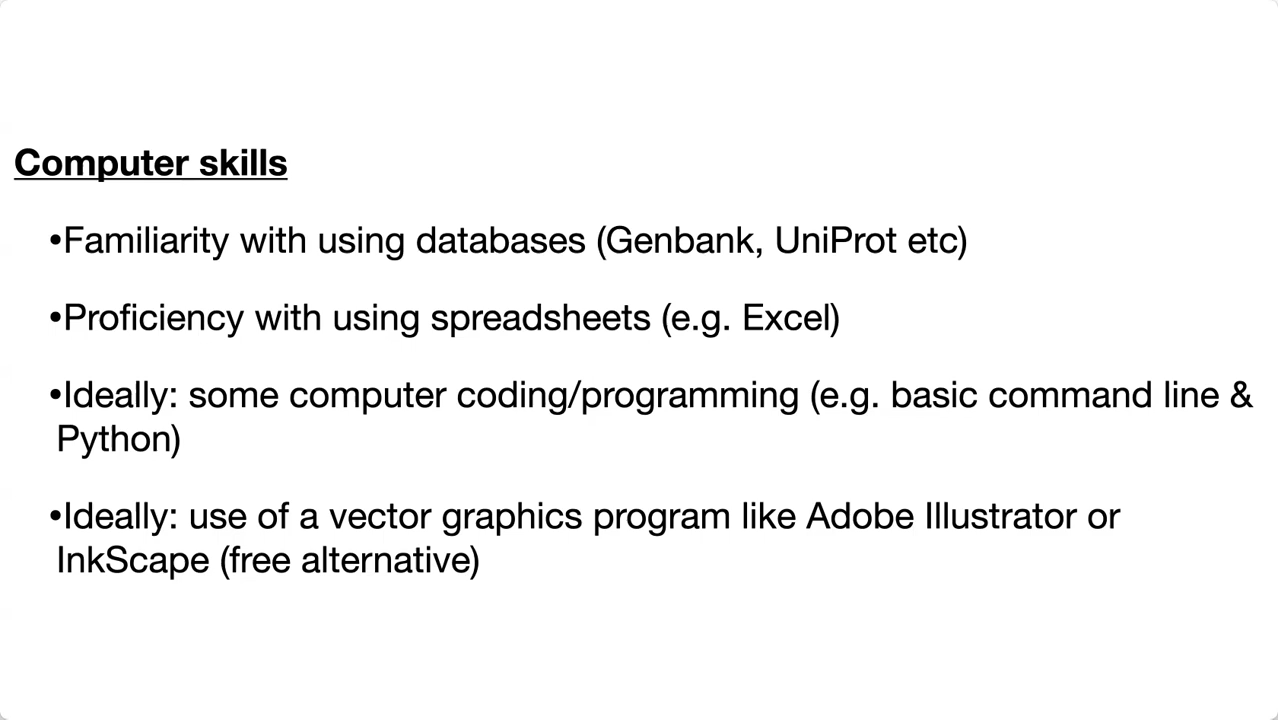 Computer skills
•Familiarity with using databases (Genbank, UniProt etc)
•Proficiency with using spreadsheets (e.g. Excel)
•Ideally: some computer coding/programming (e.g. basic command line &
Python)
•Ideally: use of a vector graphics program like Adobe Illustrator or
InkScape (free alternative)